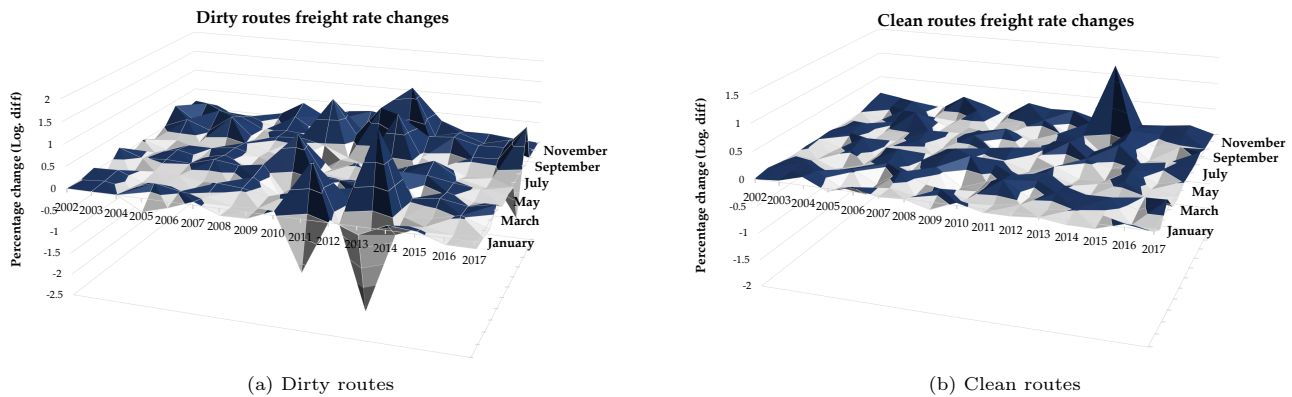 Dirty routes freight rate changes
Percentage change (Log. diff)
2
1.5
1
0.5
0
-0.5
-1
-1.5
-2
-2.5
2002 2003 2004 2005 2006 2007 2008 2009 2010 2011 2012 2013 2014 2015 2016 2017
November
September
July
May
March
January
(a) Dirty routes
Clean routes freight rate changes
Percentage change (Log. diff)
1.5
1
0.5
0
-0.5
-1
-1.5
-2
2002 2003 2004 2005 2006 2007 2008 2009 2010 2011 2012 2013 2014 2015 2016 2017
November
September
July
May
March
January
(b) Clean routes